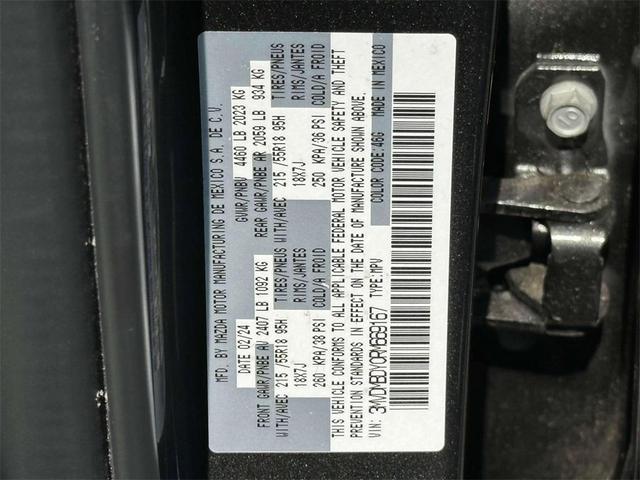 MFD. BY MAZDA MOTOR MANUFACTURING DE MEXICO S.A. DE C.V.
DATE 02/24 GVWR/PNBV 4460 LB 2023 KG
FRONT GAWR/PNBE AV 2407 LB 1092 KG REAR GAWR/PNBE AR 2059 LB 934 KG
WITH/AVEC 215 /55R18 95H TIRES/PNEUS WITH/AVEC 215 /55R18 95H TIRES/PNEUS
18X7J RIMS/JANTES 18X7J RIMS/JANTES
260 KPA/38 PSI COLD/A FROID 250 KPA/36 PSI COLD/A FROID
THIS VEHICLE CONFORMS TO ALL APPLICABLE FEDERAL MOTOR VEHICLE SAFETY AND THEFT
PREVENTION STANDARDS IN EFFECT ON THE DATE OF MANUFACTURE SHOWN ABOVE.
VIN: 3MVDMBDY0RM669167 TYPE:MPV COLOR CODE:46G MADE IN MEXICO